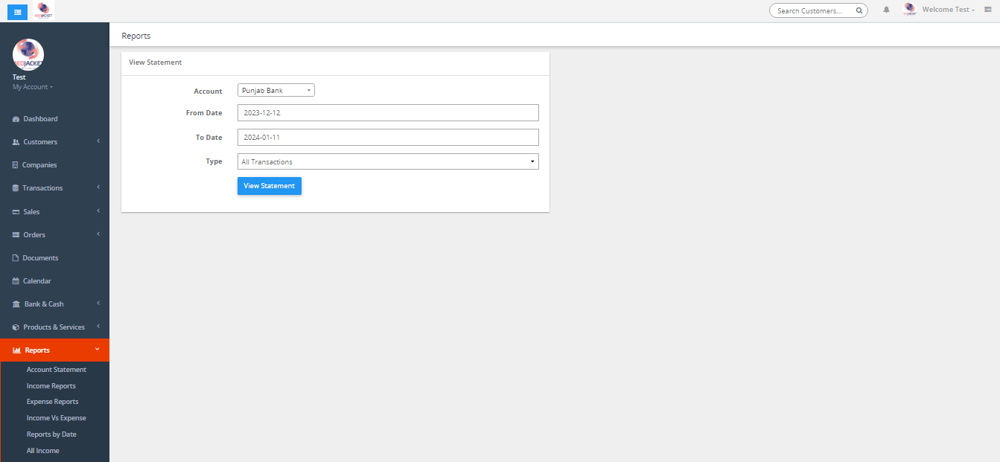 REDJACKET
Search Customers...
Welcome Test
REDJACKET
Test
My Account
Dashboard
Customers
Companies
Transactions
Sales
Orders
Documents
Calendar
Bank & Cash
Products & Services
Reports
Account Statement
Income Reports
Expense Reports
Income Vs Expense
Reports by Date
All Income
Reports
View Statement
Account Punjab Bank
From Date 2023-12-12
To Date 2024-01-11
Type All Transactions
View Statement